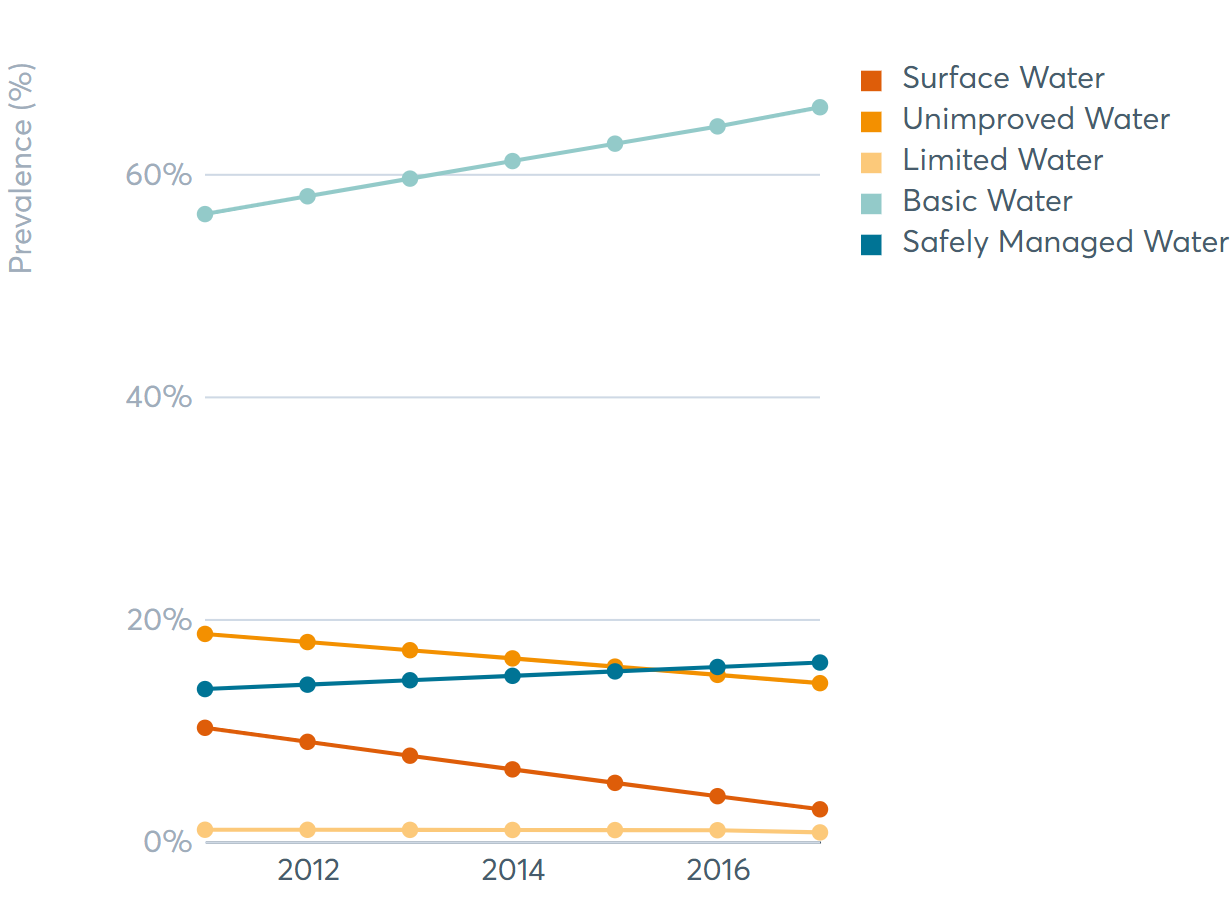 Prevalence (%)
60%
40%
20%
0%
2012
2014
2016
Surface Water
Unimproved Water
Limited Water
Basic Water
Safely Managed Water